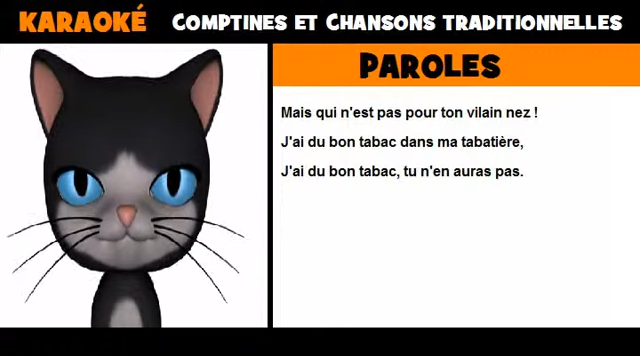 KARAOKÉ COMPTINES ET CHANSONS TRADITIONNELLES
PAROLES
Mais qui n'est pas pour ton vilain nez !
J'ai du bon tabac dans ma tabatière,
J'ai du bon tabac, tu n'en auras pas.